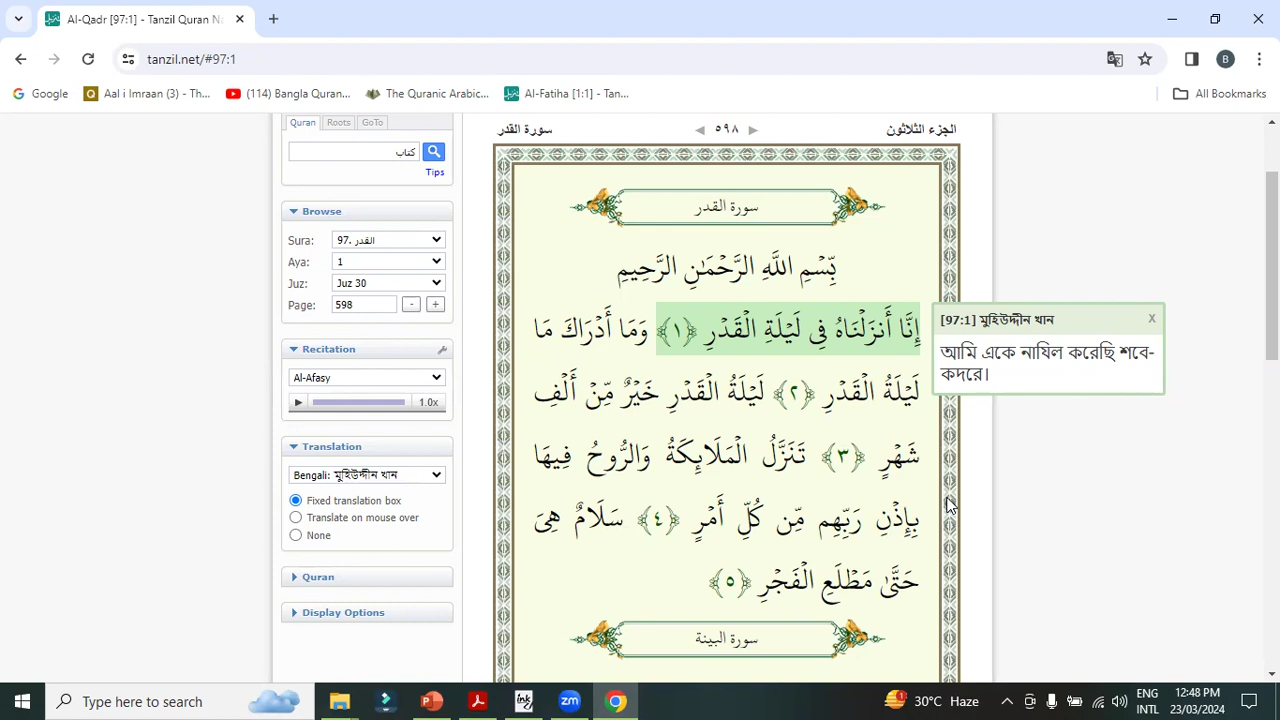 Al-Qadr [97:1] - Tanzil Quran Na
tanzil.net/#97:1
Google
Aal i Imraan (3) - Th...
(114) Bangla Quran...
The Quranic Arabic...
Al-Fatiha [1:1] - Tan...
All Bookmarks
B
Quran
Roots
GoTo
كتاب
Tips
Browse
Sura:
97. القدر
Aya:
1
Juz:
Juz 30
Page:
598
-
+
Recitation
Al-Afasy
1.0x
Translation
Bengali: মুহিউদ্দীন খান
Fixed translation box
Translate on mouse over
None
Quran
Display Options
الجزء الثلاثون
٥٩٨
سورة القدر
سورة القدر
بِّسْمِ اللَّهِ الرَّحْمَٰنِ الرَّحِيمِ
إِنَّا أَنزَلْنَاهُ فِى لَيْلَةِ الْقَدْرِ ﴿١﴾ وَمَا أَدْرَاكَ مَا
لَيْلَةُ الْقَدْرِ ﴿٢﴾ لَيْلَةُ الْقَدْرِ خَيْرٌ مِّنْ أَلْفِ
شَهْرٍ ﴿٣﴾ تَنَزَّلُ الْمَلَائِكَةُ وَالرُّوحُ فِيهَا
بِإِذْنِ رَبِّهِم مِّن كُلِّ أَمْرٍ ﴿٤﴾ سَلَامٌ هِىَ
حَتَّىٰ مَطْلَعِ الْفَجْرِ ﴿٥﴾
سورة البينة
[97:1] মুহিউদ্দীন খান
X
আমি একে নাযিল করেছি শবে-
কদরে।
Type here to search
30°C Haze
ENG
INTL
12:48 PM
23/03/2024